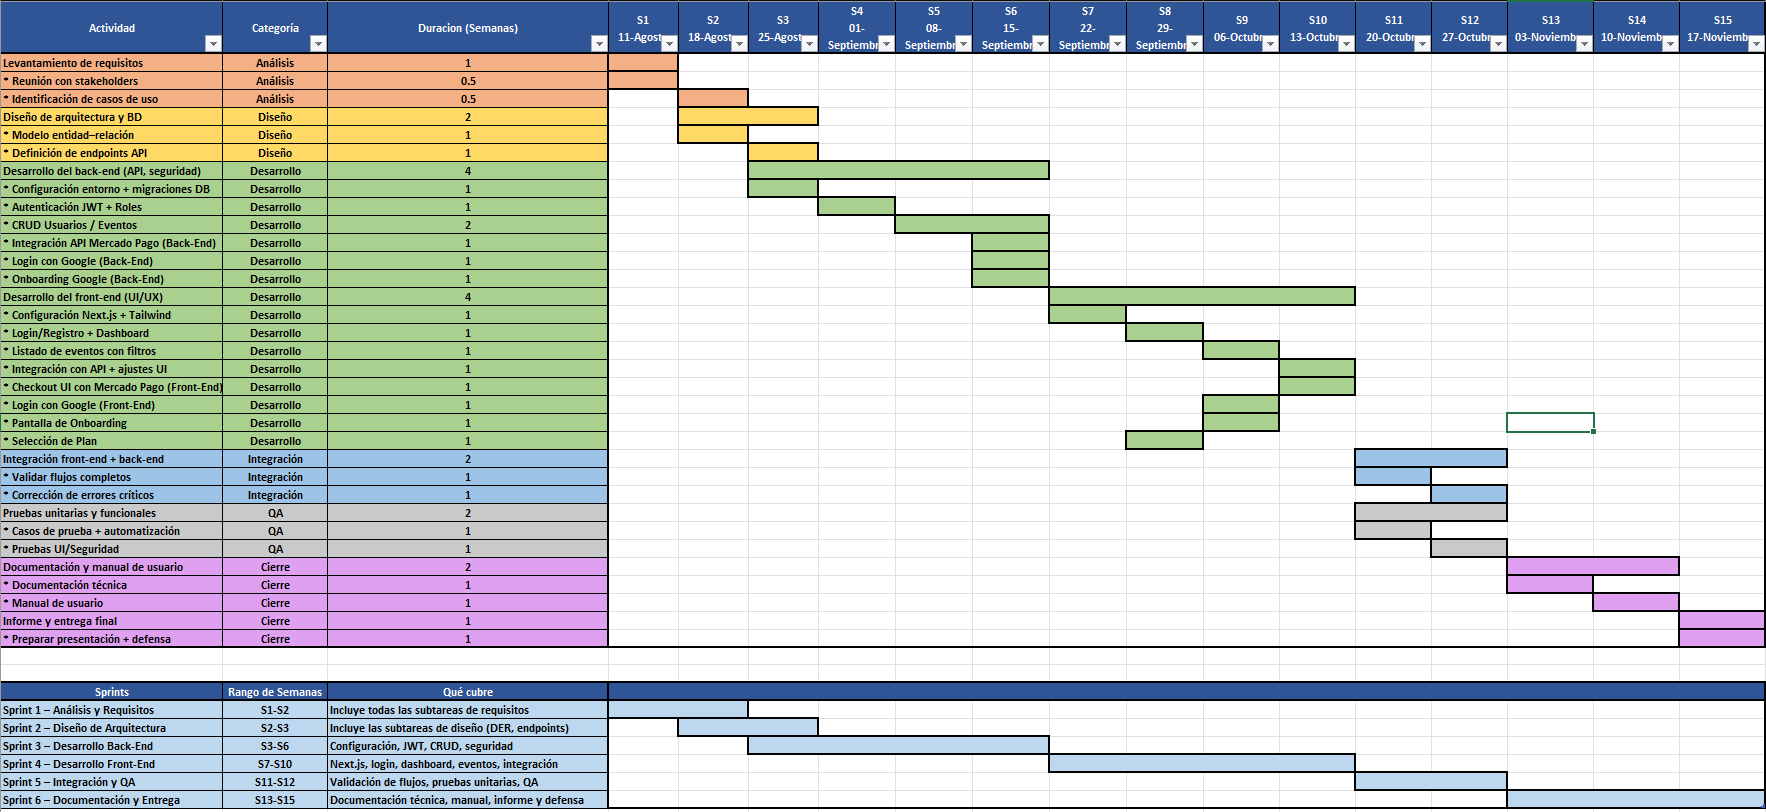 Actividad Categoría Duracion (Semanas) S1 11-Agost S2 18-Agost S3 25-Agost S4 01-Septiembr S5 08-Septiembr S6 15-Septiembr S7 22-Septiembr S8 29-Septiembr S9 06-Octubr S10 13-Octubr S11 20-Octubr S12 27-Octubr S13 03-Noviemb S14 10-Noviemb S15 17-Noviemb
Levantamiento de requisitos Análisis 1
* Reunión con stakeholders Análisis 0.5
* Identificación de casos de uso Análisis 0.5
Diseño de arquitectura y BD Diseño 2
* Modelo entidad–relación Diseño 1
* Definición de endpoints API Diseño 1
Desarrollo del back-end (API, seguridad) Desarrollo 4
* Configuración entorno + migraciones DB Desarrollo 1
* Autenticación JWT + Roles Desarrollo 1
* CRUD Usuarios / Eventos Desarrollo 2
* Integración API Mercado Pago (Back-End) Desarrollo 1
* Login con Google (Back-End) Desarrollo 1
* Onboarding Google (Back-End) Desarrollo 1
Desarrollo del front-end (UI/UX) Desarrollo 4
* Configuración Next.js + Tailwind Desarrollo 1
* Login/Registro + Dashboard Desarrollo 1
* Listado de eventos con filtros Desarrollo 1
* Integración con API + ajustes UI Desarrollo 1
* Checkout UI con Mercado Pago (Front-End) Desarrollo 1
* Login con Google (Front-End) Desarrollo 1
* Pantalla de Onboarding Desarrollo 1
* Selección de Plan Desarrollo 1
Integración front-end + back-end Integración 2
* Validar flujos completos Integración 1
* Corrección de errores críticos Integración 1
Pruebas unitarias y funcionales QA 2
* Casos de prueba + automatización QA 1
* Pruebas UI/Seguridad QA 1
Documentación y manual de usuario Cierre 2
* Documentación técnica Cierre 1
* Manual de usuario Cierre 1
Informe y entrega final Cierre 1
* Preparar presentación + defensa Cierre 1
Sprints Rango de Semanas Qué cubre
Sprint 1 – Análisis y Requisitos S1-S2 Incluye todas las subtareas de requisitos
Sprint 2 – Diseño de Arquitectura S2-S3 Incluye las subtareas de diseño (DER, endpoints)
Sprint 3 – Desarrollo Back-End S3-S6 Configuración, JWT, CRUD, seguridad
Sprint 4 – Desarrollo Front-End S7-S10 Next.js, login, dashboard, eventos, integración
Sprint 5 – Integración y QA S11-S12 Validación de flujos, pruebas unitarias, QA
Sprint 6 – Documentación y Entrega S13-S15 Documentación técnica, manual, informe y defensa